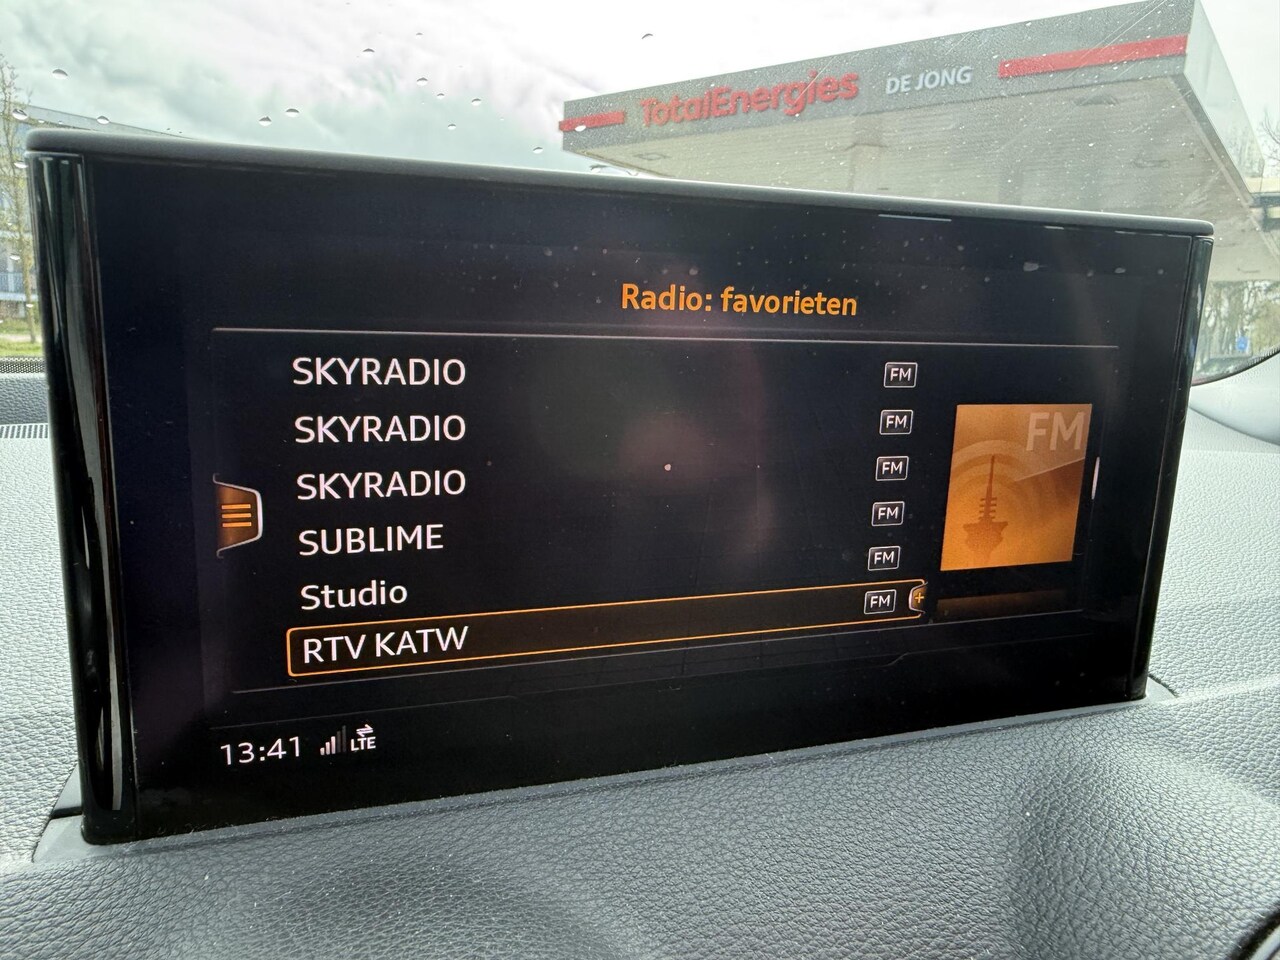 TotalEnergies DE JONG
Radio: favorieten
SKYRADIO FM
SKYRADIO FM
SKYRADIO FM
SUBLIME FM
Studio FM
RTV KATW FM +
FM
13:41 LTE